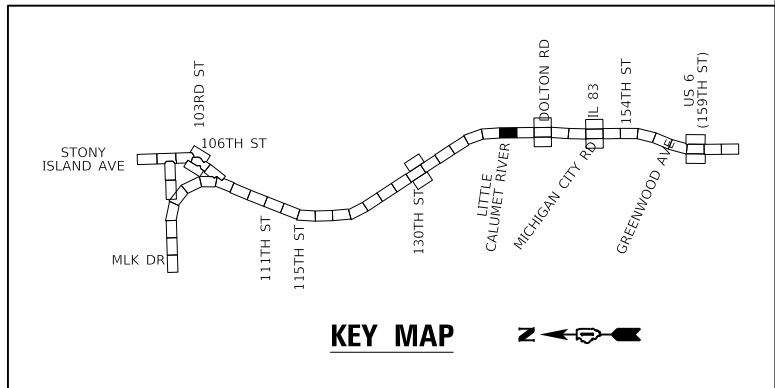 103RD ST
106TH ST
STONY
ISLAND AVE
MLK DR
111TH ST
115TH ST
130TH ST
LITTLE
CALUMET RIVER
DOLTON RD
MICHIGAN CITY RD
IL 83
154TH ST
GREENWOOD AVE
US 6
(159TH ST)
KEY MAP
N